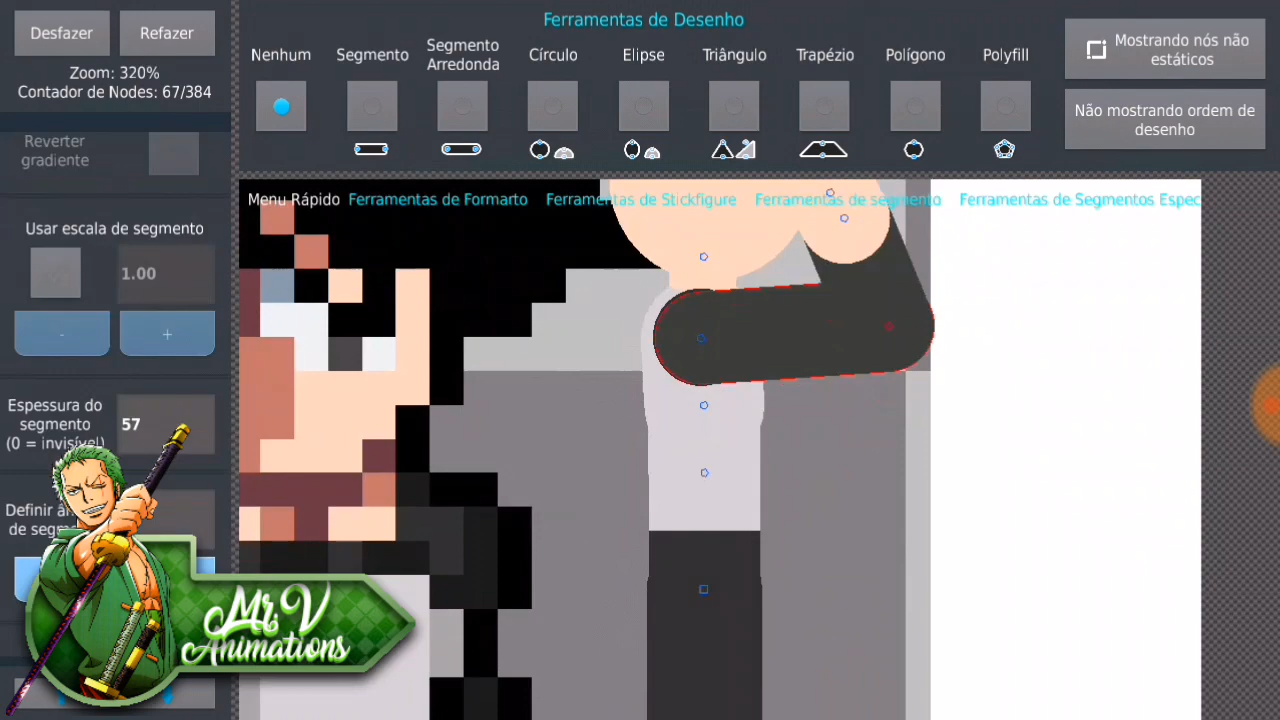 Desfazer
Refazer
Zoom: 320%
Contador de Nodes: 67/384
Reverter
gradiente
Usar escala de segmento
1.00
-
+
Espessura do
segmento
(0 = invisível)
57
Definir
de
Ferramentas de Desenho
Nenhum
Segmento
Segmento
Arredonda
Círculo
Elipse
Triângulo
Trapézio
Polígono
Polyfill
Mostrando nós não
estáticos
Não mostrando ordem de
desenho
Menu Rápido
Ferramentas de Formarto
Ferramentas de Stickfigure
Ferramentas de segmento
Ferramentas de Segmentos Espec
Mr.V
Animations